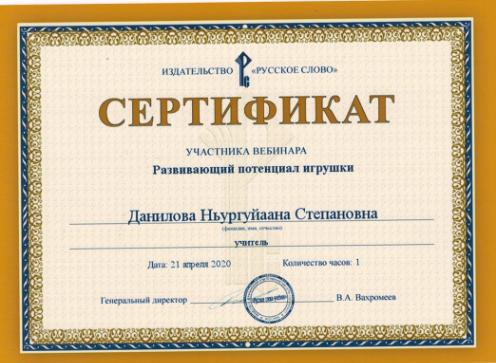 ИЗДАТЕЛЬСТВО РС «РУССКОЕ СЛОВО»
СЕРТИФИКАТ
УЧАСТНИКА ВЕБИНАРА
Развивающий потенциал игрушки
Данилова Ньургуйаана Степановна
(фамилия, имя, отчество)
учитель
Дата: 21 апреля 2020 Количество часов: 1
Генеральный директор В.А. Вахромеев